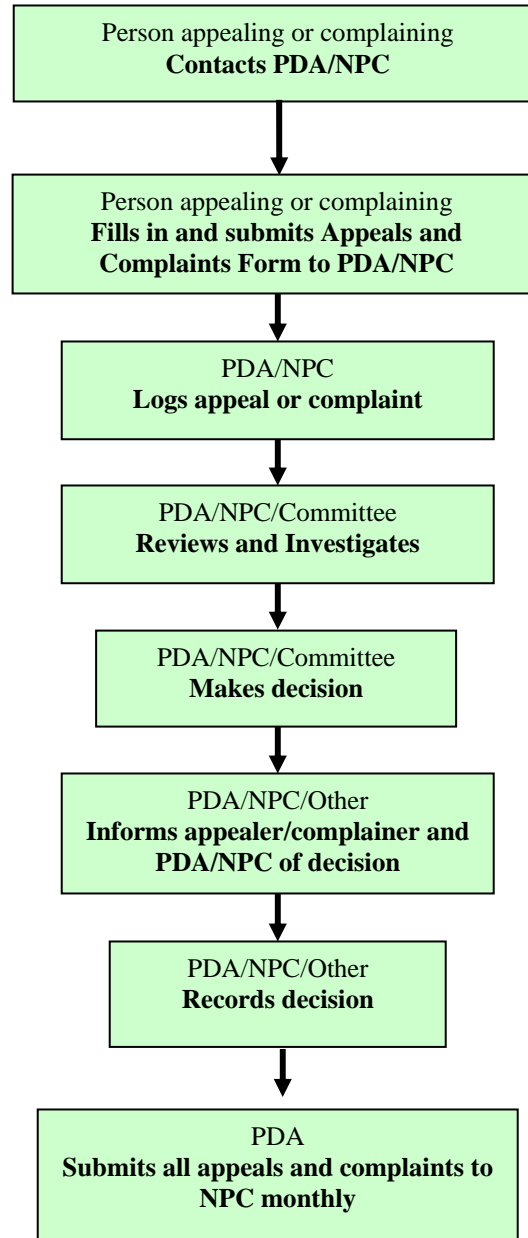 Person appealing or complaining
Contacts PDA/NPC
Person appealing or complaining
Fills in and submits Appeals and
Complaints Form to PDA/NPC
PDA/NPC
Logs appeal or complaint
PDA/NPC/Committee
Reviews and Investigates
PDA/NPC/Committee
Makes decision
PDA/NPC/Other
Informs appealer/complainer and
PDA/NPC of decision
PDA/NPC/Other
Records decision
PDA
Submits all appeals and complaints to
NPC monthly